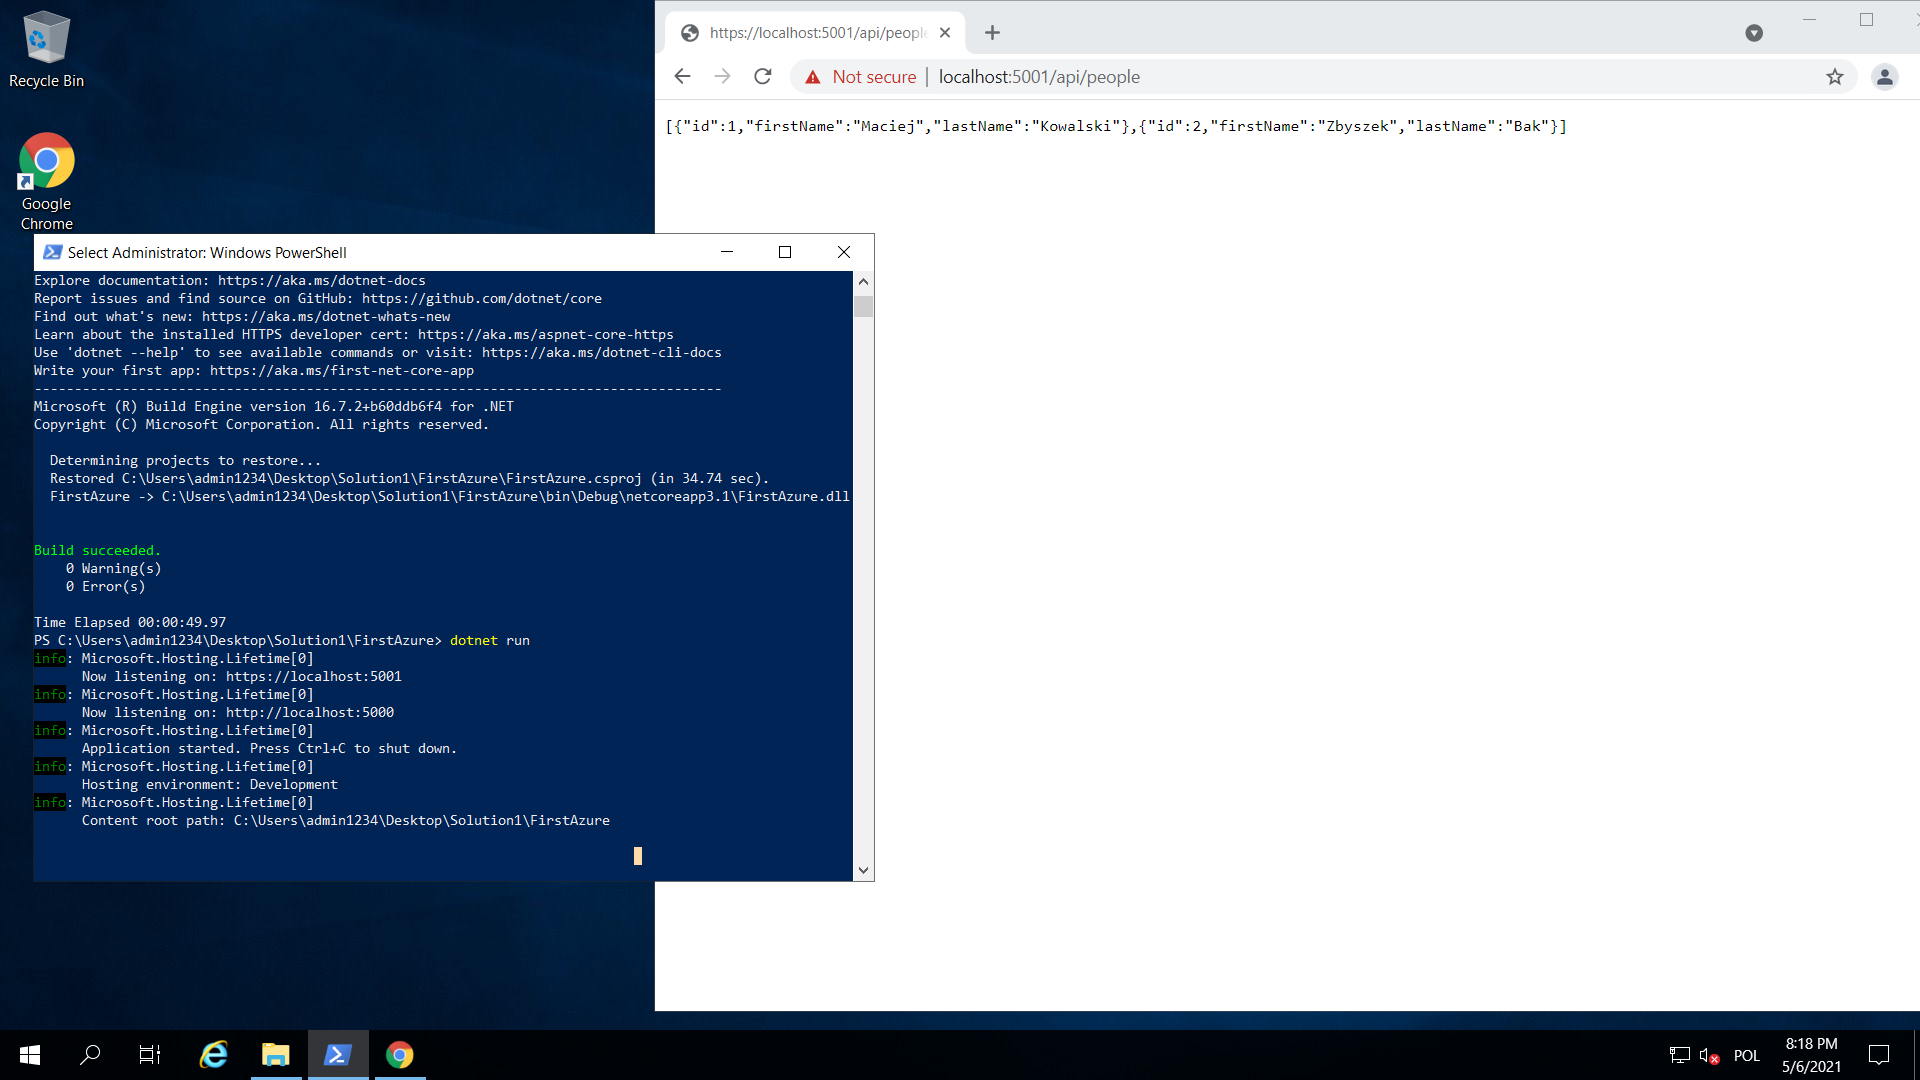 Recycle Bin
Google
Chrome
https://localhost:5001/api/people
Not secure | localhost:5001/api/people
[{"id":1,"firstName":"Maciej","lastName":"Kowalski"},{"id":2,"firstName":"Zbyszek","lastName":"Bak"}]
Select Administrator: Windows PowerShell
Explore documentation: https://aka.ms/dotnet-docs
Report issues and find source on GitHub: https://github.com/dotnet/core
Find out what's new: https://aka.ms/dotnet-whats-new
Learn about the installed HTTPS developer cert: https://aka.ms/aspnet-core-https
Use 'dotnet --help' to see available commands or visit: https://aka.ms/dotnet-cli-docs
Write your first app: https://aka.ms/first-net-core-app
--------------------------------------------------------------------------------------
Microsoft (R) Build Engine version 16.7.2+b60ddb6f4 for .NET
Copyright (C) Microsoft Corporation. All rights reserved.
Determining projects to restore...
Restored C:\Users\admin1234\Desktop\Solution1\FirstAzure\FirstAzure.csproj (in 34.74 sec).
FirstAzure -> C:\Users\admin1234\Desktop\Solution1\FirstAzure\bin\Debug\netcoreapp3.1\FirstAzure.dll
Build succeeded.
0 Warning(s)
0 Error(s)
Time Elapsed 00:00:49.97
PS C:\Users\admin1234\Desktop\Solution1\FirstAzure> dotnet run
info: Microsoft.Hosting.Lifetime[0]
Now listening on: https://localhost:5001
info: Microsoft.Hosting.Lifetime[0]
Now listening on: http://localhost:5000
info: Microsoft.Hosting.Lifetime[0]
Application started. Press Ctrl+C to shut down.
info: Microsoft.Hosting.Lifetime[0]
Hosting environment: Development
info: Microsoft.Hosting.Lifetime[0]
Content root path: C:\Users\admin1234\Desktop\Solution1\FirstAzure
POL
8:18 PM
5/6/2021